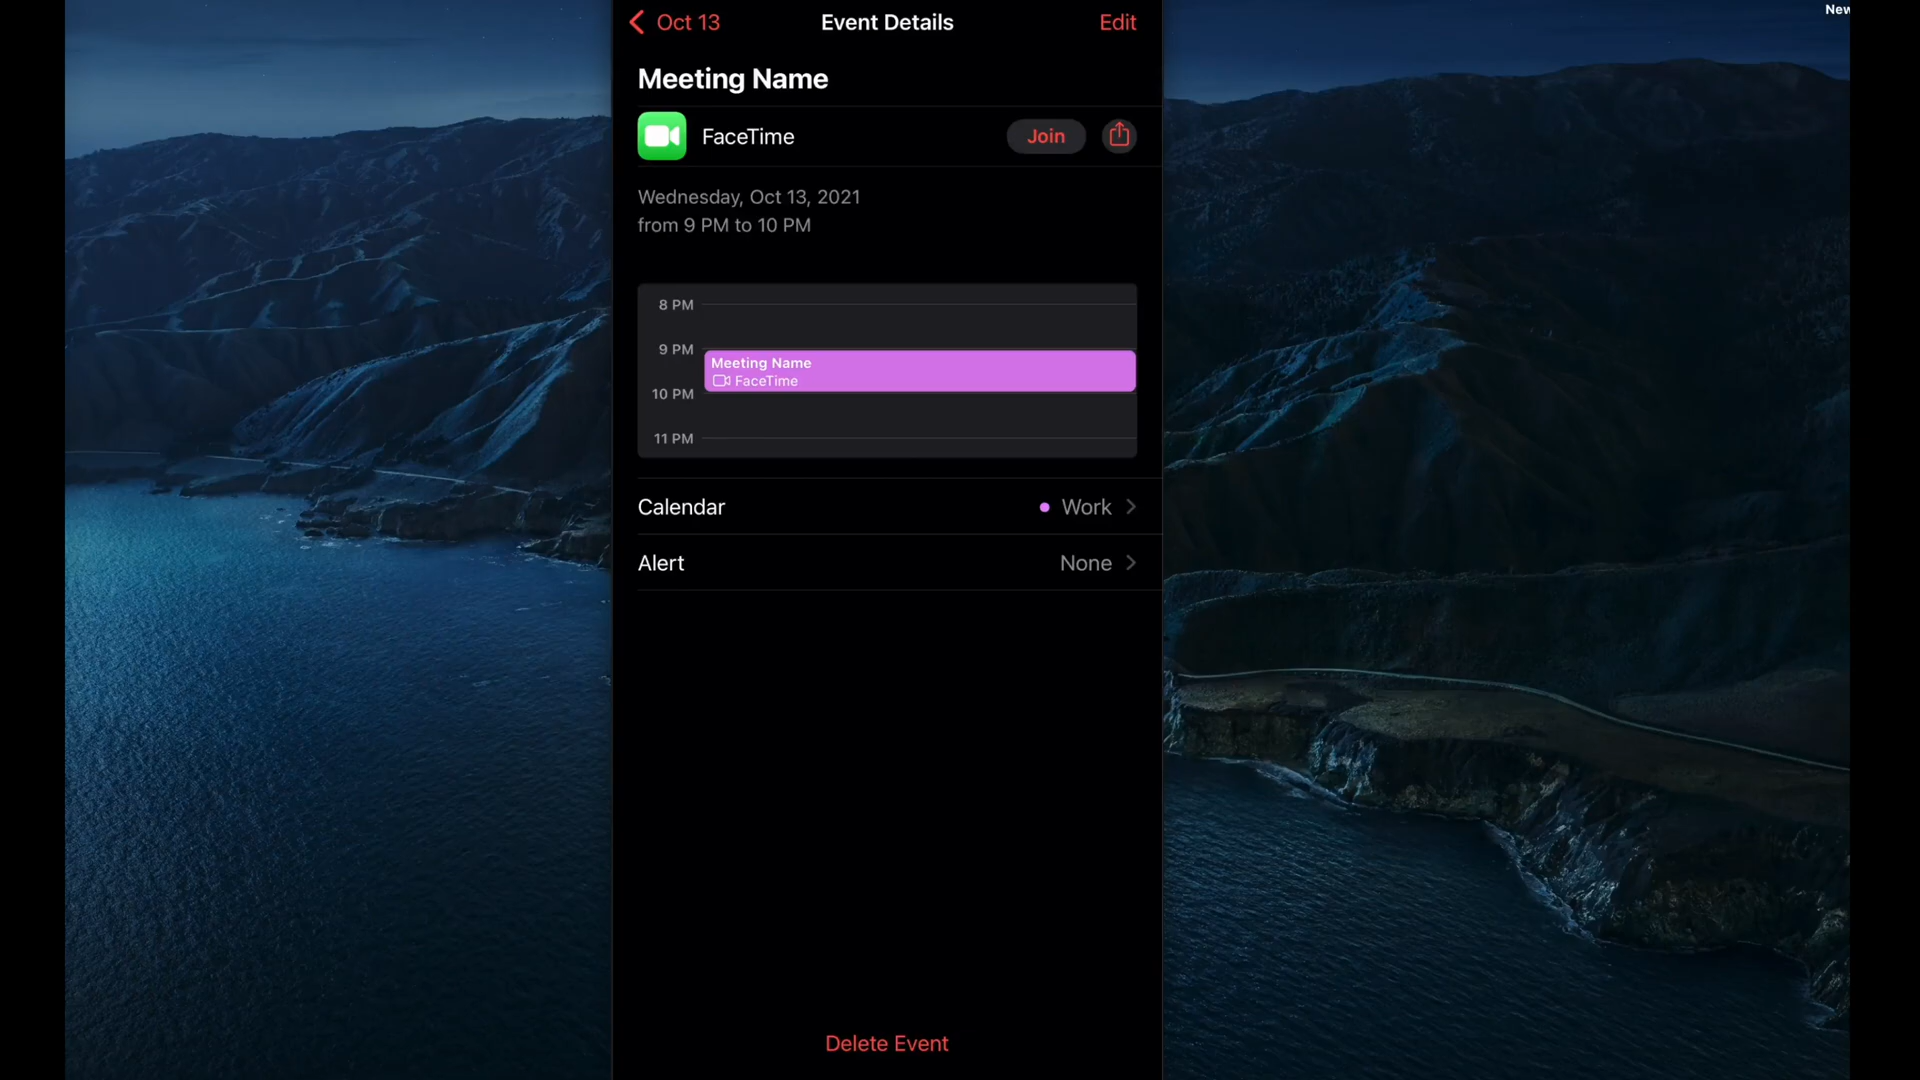 New
Oct 13
Event Details
Edit
Meeting Name
FaceTime
Join
Wednesday, Oct 13, 2021
from 9 PM to 10 PM
8 PM
9 PM
Meeting Name
FaceTime
10 PM
11 PM
Calendar
Work
Alert
None
Delete Event